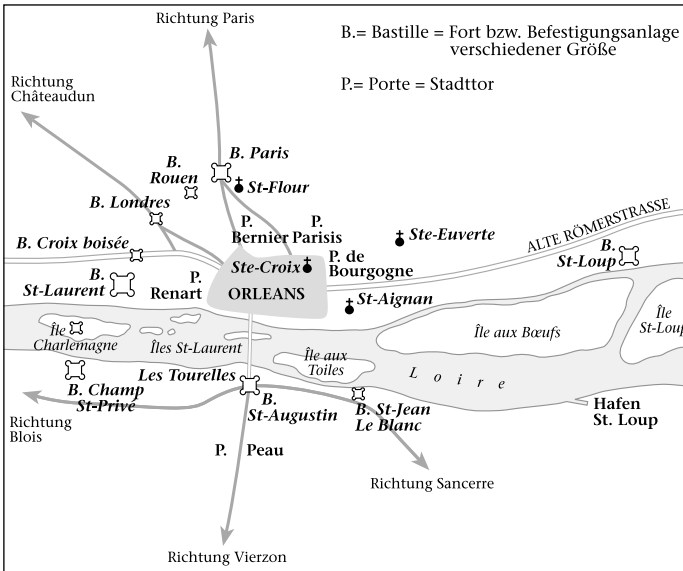 Richtung Paris
B.= Bastille = Fort bzw. Befestigungsanlage
verschiedener Größe
P.= Porte = Stadttor
Richtung
Châteaudun
B. Paris
B.
Rouen
St-Flour
B. Londres
P.
Bernier
P.
Parisis
Ste-Euverte
ALTE RÖMERSTRASSE
B. Croix boisée
B.
St-Loup
Ste-Croix
P. de
Bourgogne
B.
St-Laurent
P.
Renart
ORLEANS
St-Aignan
Île
Charlemagne
Îles St-Laurent
Île aux
Toiles
Île aux Bœufs
Île
St-Loup
Les Tourelles
Loire
B. Champ
St-Privé
B.
St-Augustin
B. St-Jean
Le Blanc
Hafen
St. Loup
Richtung
Blois
P. Peau
Richtung Sancerre
Richtung Vierzon